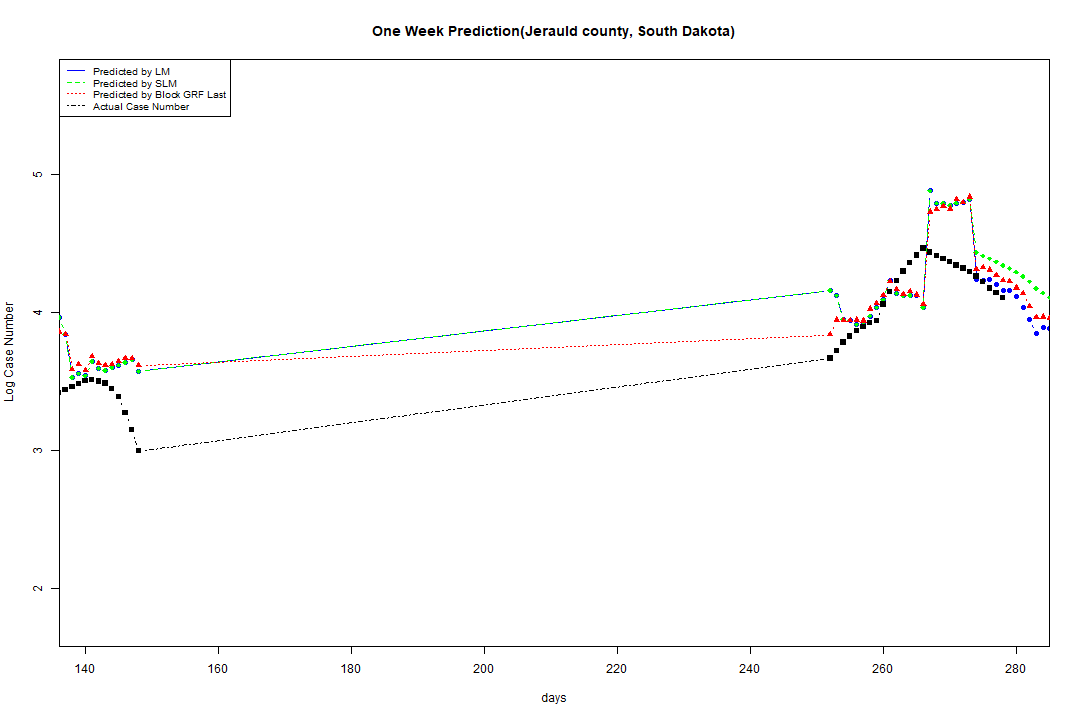 One Week Prediction(Jerauld county, South Dakota)
Predicted by LM
Predicted by SLM
Predicted by Block GRF Last
Actual Case Number
Log Case Number
5
4
3
2
140 160 180 200 220 240 260 280
days